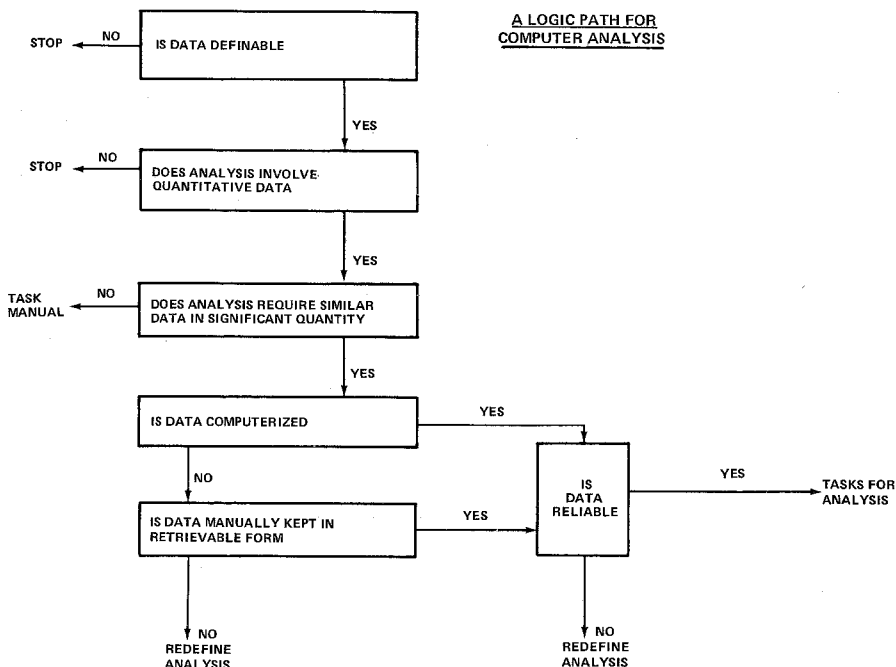 A LOGIC PATH FOR
COMPUTER ANALYSIS
STOP
NO
IS DATA DEFINABLE
YES
STOP
NO
DOES ANALYSIS INVOLVE
QUANTITATIVE DATA
YES
TASK
MANUAL
NO
DOES ANALYSIS REQUIRE SIMILAR
DATA IN SIGNIFICANT QUANTITY
YES
IS DATA COMPUTERIZED
YES
NO
IS DATA MANUALLY KEPT IN
RETRIEVABLE FORM
YES
IS
DATA
RELIABLE
YES
TASKS FOR
ANALYSIS
NO
REDEFINE
ANALYSIS
NO
REDEFINE
ANALYSIS